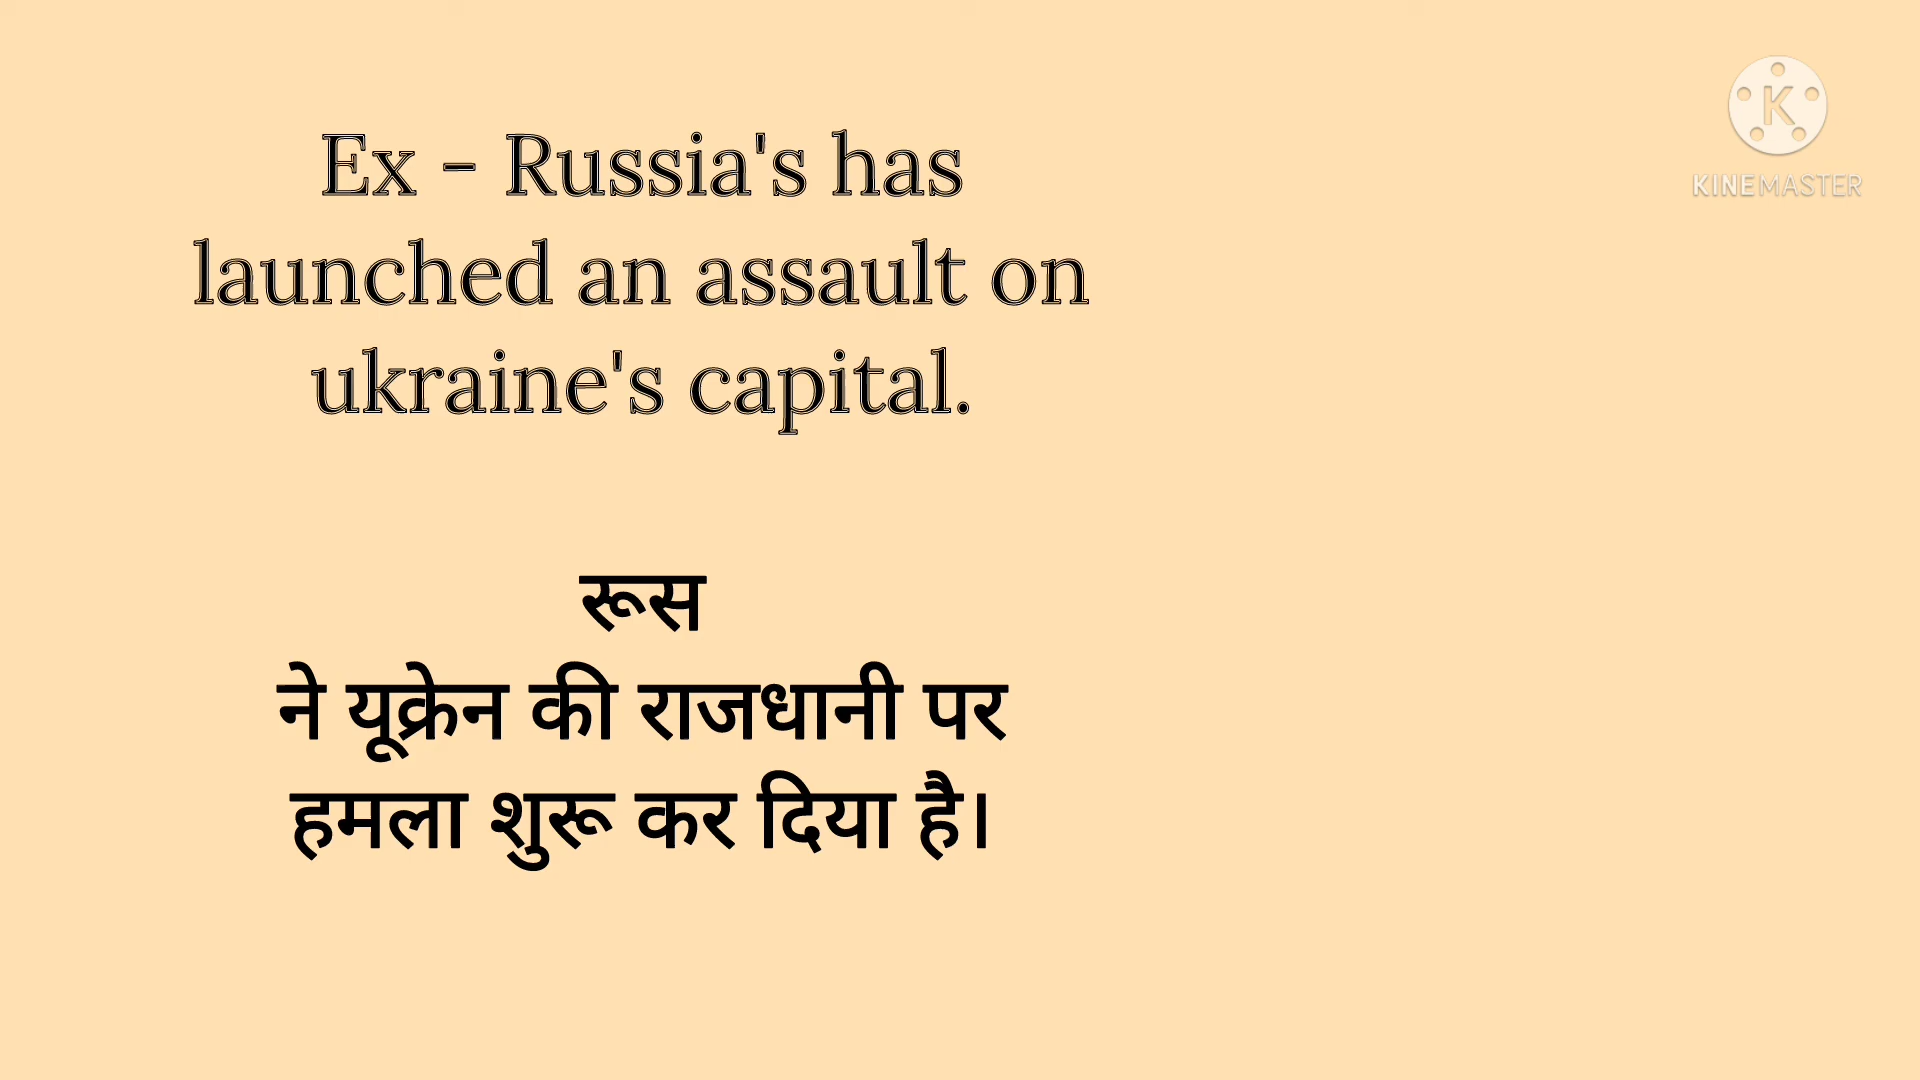 Ex - Russia's has
launched an assault on
ukraine's capital.
रूस
ने यूक्रेन की राजधानी पर
हमला शुरू कर दिया है।
K
KINEMASTER